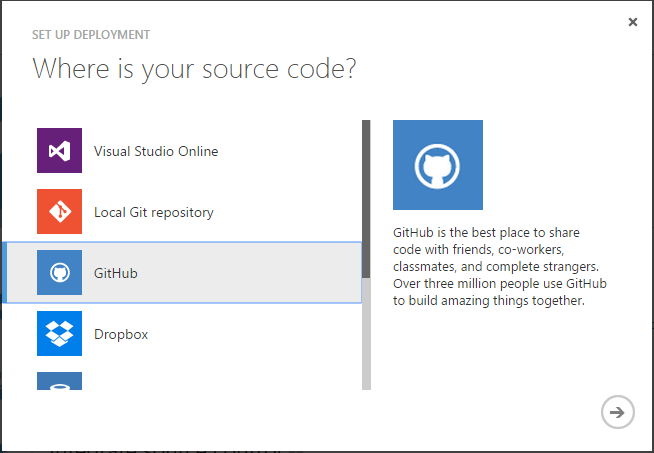 SET UP DEPLOYMENT
Where is your source code?
Visual Studio Online
Local Git repository
GitHub
Dropbox
GitHub is the best place to share
code with friends, co-workers,
classmates, and complete strangers.
Over three million people use GitHub
to build amazing things together.